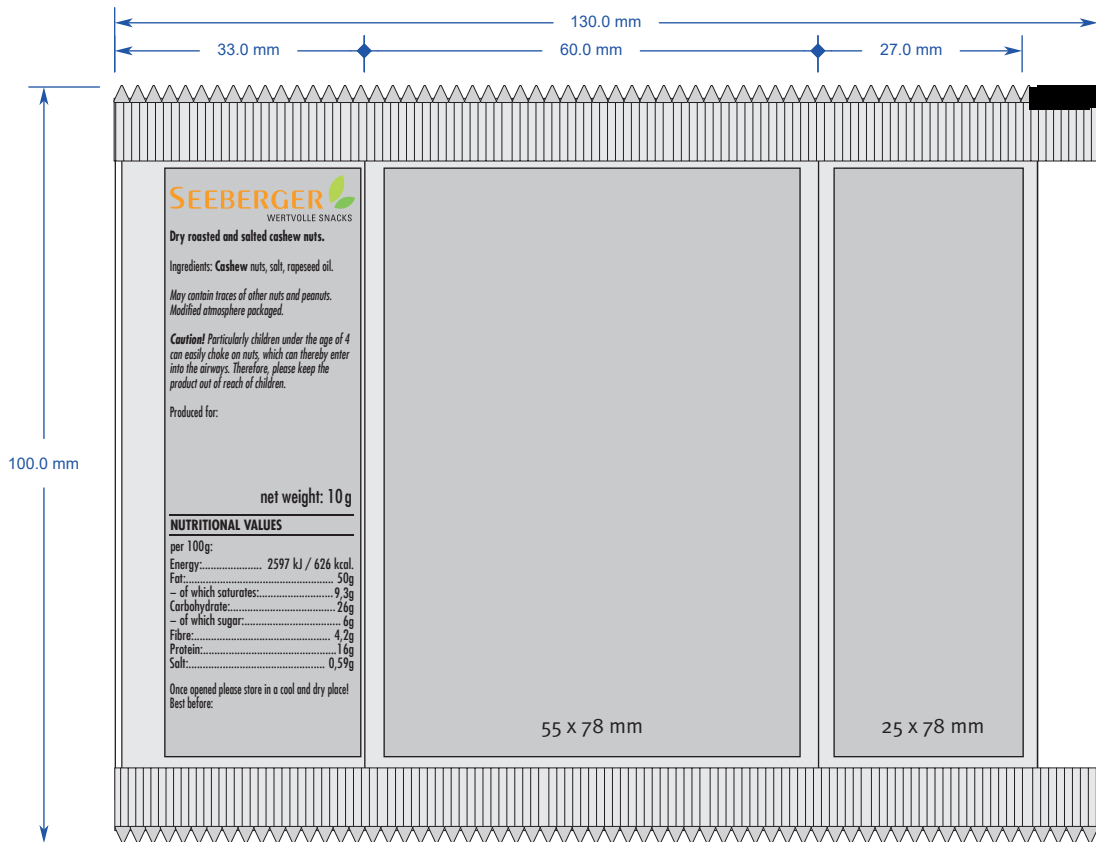 130.0 mm
33.0 mm
60.0 mm
27.0 mm
100.0 mm
SEEBERGER
WERTVOLLE SNACKS
Dry roasted and salted cashew nuts.
Ingredients: Cashew nuts, salt, rapeseed oil.
May contain traces of other nuts and peanuts.
Modified atmosphere packaged.
Caution! Particularly children under the age of 4
can easily choke on nuts, which can thereby enter
into the airways. Therefore, please keep the
product out of reach of children.
Produced for:
net weight: 10 g
NUTRITIONAL VALUES
per 100g:
Energy:..................... 2597 kJ / 626 kcal.
Fat:.................................................... 50g
– of which saturates:.......................... 9,3g
Carbohydrate:..................................... 26g
– of which sugar:.................................. 6g
Fibre:................................................ 4,2g
Protein:............................................... 16g
Salt:................................................ 0,59g
Once opened please store in a cool and dry place!
Best before:
55 x 78 mm
25 x 78 mm